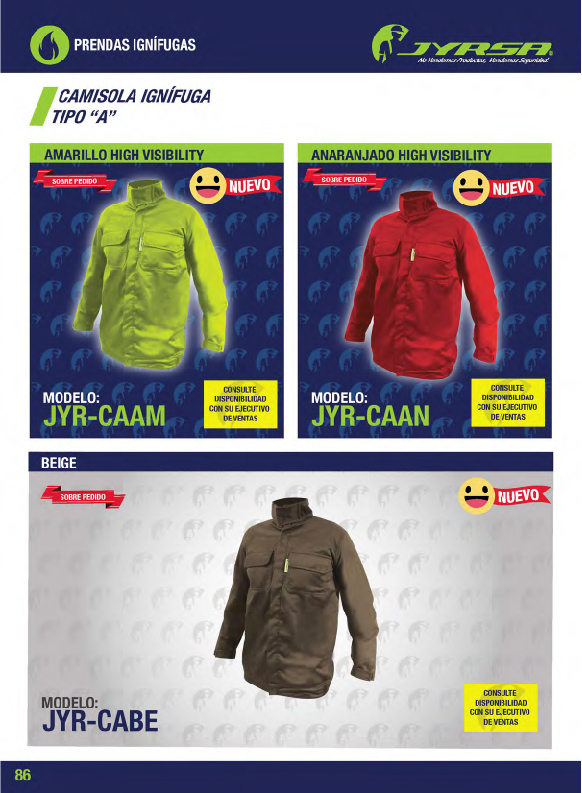 PRENDAS IGNÍFUGAS
JYRSA®
No Vendemos Productos, Vendemos Seguridad
CAMISOLA IGNÍFUGA
TIPO “A”
AMARILLO HIGH VISIBILITY
SOBRE PEDIDO
NUEVO
MODELO:
JYR-CAAM
CONSULTE
DISPONIBILIDAD
CON SU EJECUTIVO
DE VENTAS
ANARANJADO HIGH VISIBILITY
SOBRE PEDIDO
NUEVO
MODELO:
JYR-CAAN
CONSULTE
DISPONIBILIDAD
CON SU EJECUTIVO
DE VENTAS
BEIGE
SOBRE PEDIDO
NUEVO
MODELO:
JYR-CABE
CONSULTE
DISPONIBILIDAD
CON SU EJECUTIVO
DE VENTAS
86